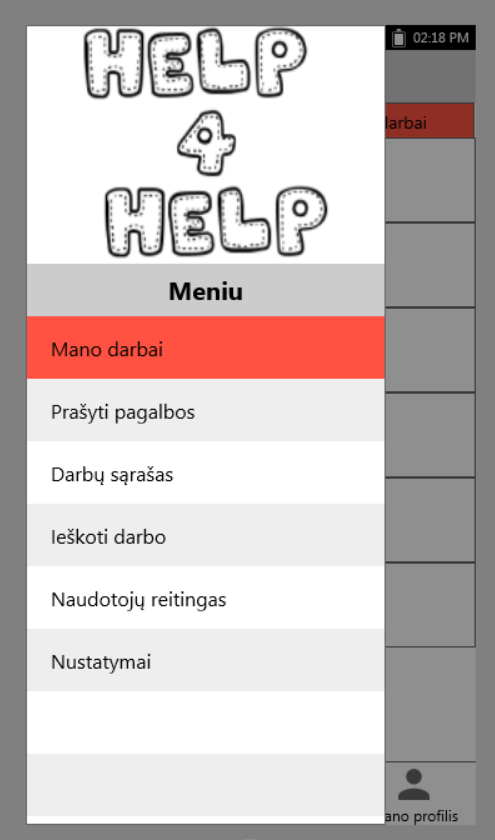 HELP
4
HELP
02:18 PM
Meniu
Mano darbai
Prašyti pagalbos
Darbų sąrašas
Ieškoti darbo
Naudotojų reitingas
Nustatymai
darbai
ano profilis